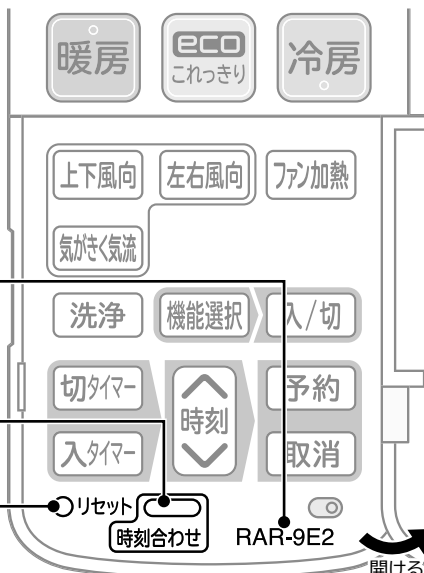 暖房
eco
これっきり
冷房
上下風向 左右風向 ファン加熱
気がきく気流
洗浄 機能選択 入/切
切タイマー 時刻 予約
入タイマー 取消
リセット
時刻合わせ RAR-9E2
開ける